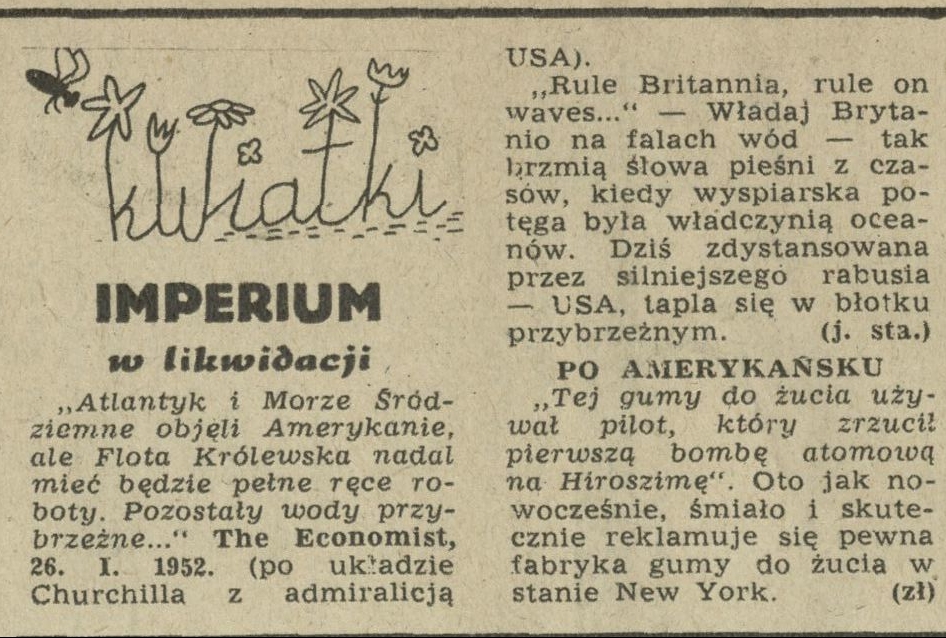 kwiatki
IMPERIUM
w likwidacji
„Atlantyk i Morze Śród-
ziemne objęli Amerykanie,
ale Flota Królewska nadal
mieć będzie pełne ręce ro-
boty. Pozostały wody przy-
brzeżne...“ The Economist,
26. I. 1952. (po układzie
Churchilla z admiralicją
USA).
„Rule Britannia, rule on
waves...“ — Władaj Bryta-
nio na falach wód — tak
brzmią słowa pieśni z cza-
sów, kiedy wyspiarska po-
tęga była władczynią ocea-
nów. Dziś zdystansowana
przez silniejszego rabusia
— USA, tapla się w błotku
przybrzeżnym. (j. sta.)
PO AMERYKAŃSKU
„Tej gumy do żucia uży-
wał pilot, który zrzucił
pierwszą bombę atomową
na Hiroszimę“. Oto jak no-
wocześnie, śmiało i skute-
cznie reklamuje się pewna
fabryka gumy do żucia w
stanie New York. (zł)